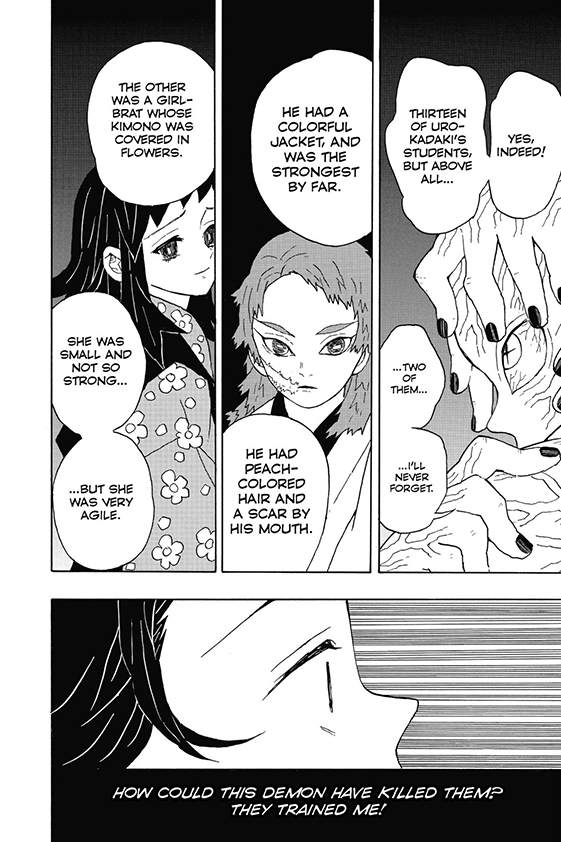 YES,
INDEED!
THIRTEEN
OF URO-
KADAKI'S
STUDENTS,
BUT ABOVE
ALL...
...TWO
OF
THEM...
...I'LL
NEVER
FORGET.
HE HAD A
COLORFUL
JACKET, AND
WAS THE
STRONGEST
BY FAR.
HE HAD
PEACH-
COLORED
HAIR AND
A SCAR BY
HIS MOUTH.
THE OTHER
WAS A GIRL-
BRAT WHOSE
KIMONO WAS
COVERED IN
FLOWERS.
SHE WAS
SMALL AND
NOT SO
STRONG...
...BUT SHE
WAS VERY
AGILE.
HOW COULD THIS DEMON HAVE KILLED THEM?
THEY TRAINED ME!